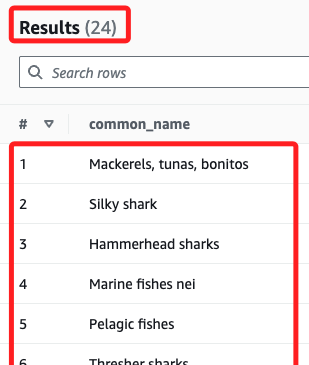 Results (24)
Search rows
# common_name
1 Mackerels, tunas, bonitos
2 Silky shark
3 Hammerhead sharks
4 Marine fishes nei
5 Pelagic fishes
6 Thresher sharks